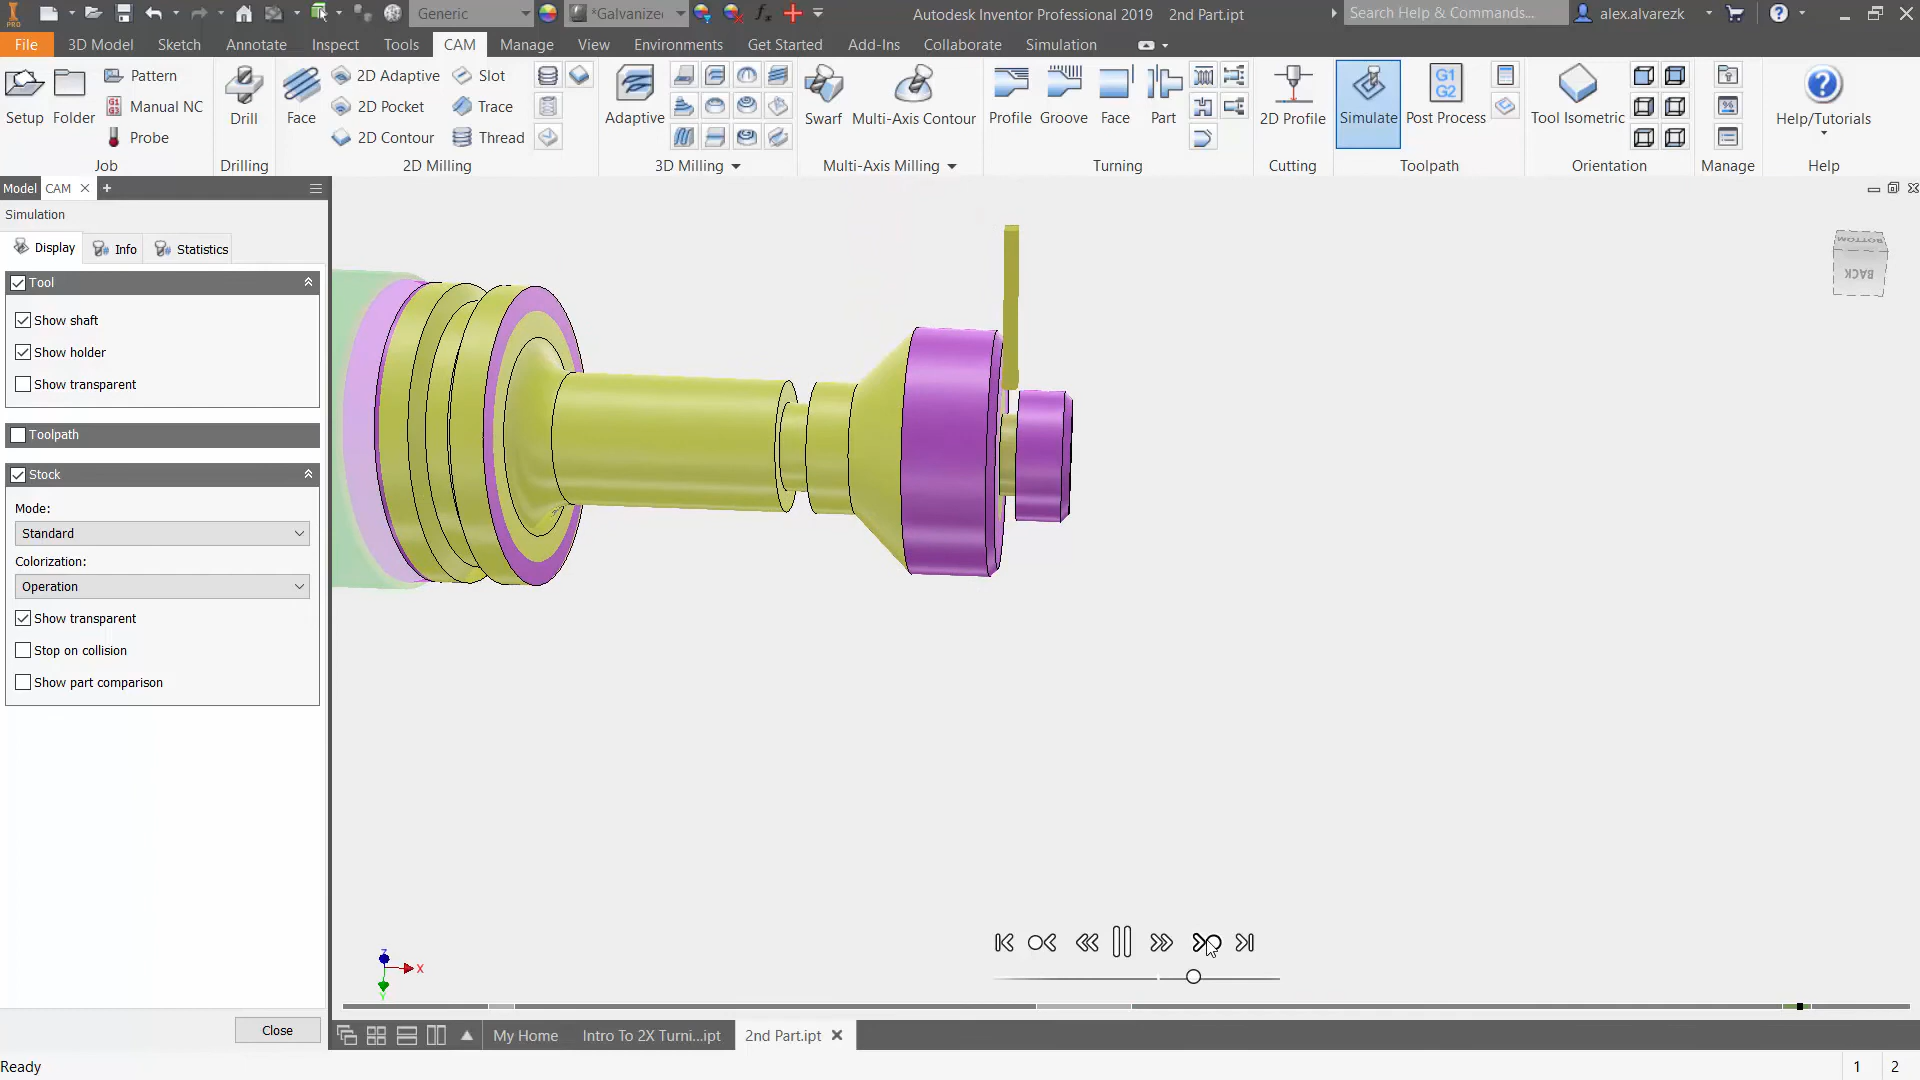 PRO
Generic
*Galvanize
Autodesk Inventor Professional 2019 2nd Part.ipt
Search Help & Commands...
alex.alvarezk
File 3D Model Sketch Annotate Inspect Tools CAM Manage View Environments Get Started Add-Ins Collaborate Simulation
Setup
Folder
Pattern
Manual NC
Probe
Job
Drill
Drilling
Face
2D Adaptive
2D Pocket
2D Contour
Slot
Trace
Thread
2D Milling
Adaptive
3D Milling
Swarf
Multi-Axis Contour
Multi-Axis Milling
Profile
Groove
Face
Part
Turning
2D Profile
Cutting
Simulate
G1
G2
Post Process
Toolpath
Tool Isometric
Orientation
Manage
Help/Tutorials
Help
Model CAM
Simulation
Display Info Statistics
Tool
Show shaft
Show holder
Show transparent
Toolpath
Stock
Mode:
Standard
Colorization:
Operation
Show transparent
Stop on collision
Show part comparison
Close
BOTTOM
BACK
Z
X
Y
My Home Intro To 2X Turni...ipt 2nd Part.ipt
Ready
1 2